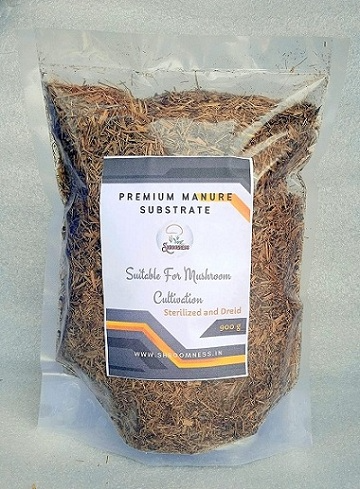 PREMIUM MANURE
SUBSTRATE
Suitable For Mushroom
Cultivation
Sterilized and Dreid
900 g
WWW.SHROOMNESS.IN